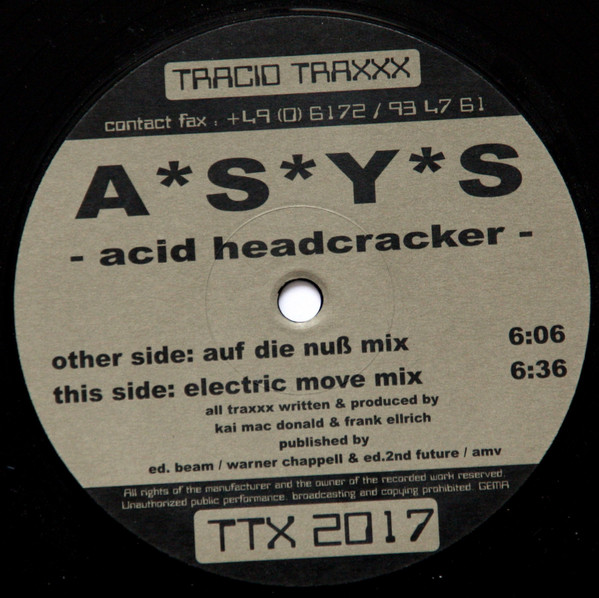 TRACID TRAXXX
contact fax : +49 (0) 6172 / 93 47 61
A*S*Y*S
- acid headcracker -
other side: auf die nuß mix 6:06
this side: electric move mix 6:36
all traxxx written & produced by
kai mac donald & frank ellrich
published by
ed. beam / warner chappell & ed.2nd future / amv
All rights of the manufacturer and the owner of the recorded work reserved.
Unauthorized public performance, broadcasting and copying prohibited. GEMA
TTX 2017